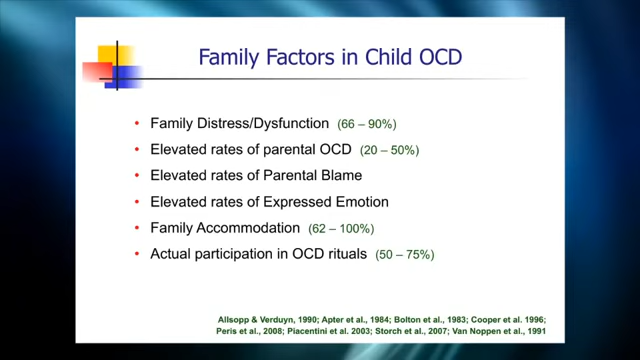 Family Factors in Child OCD
• Family Distress/Dysfunction (66 – 90%)
• Elevated rates of parental OCD (20 – 50%)
• Elevated rates of Parental Blame
• Elevated rates of Expressed Emotion
• Family Accommodation (62 – 100%)
• Actual participation in OCD rituals (50 – 75%)
Allsopp & Verduyn, 1990; Apter et al., 1984; Bolton et al., 1983; Cooper et al. 1996;
Peris et al., 2008; Piacentini et al. 2003; Storch et al., 2007; Van Noppen et al., 1991